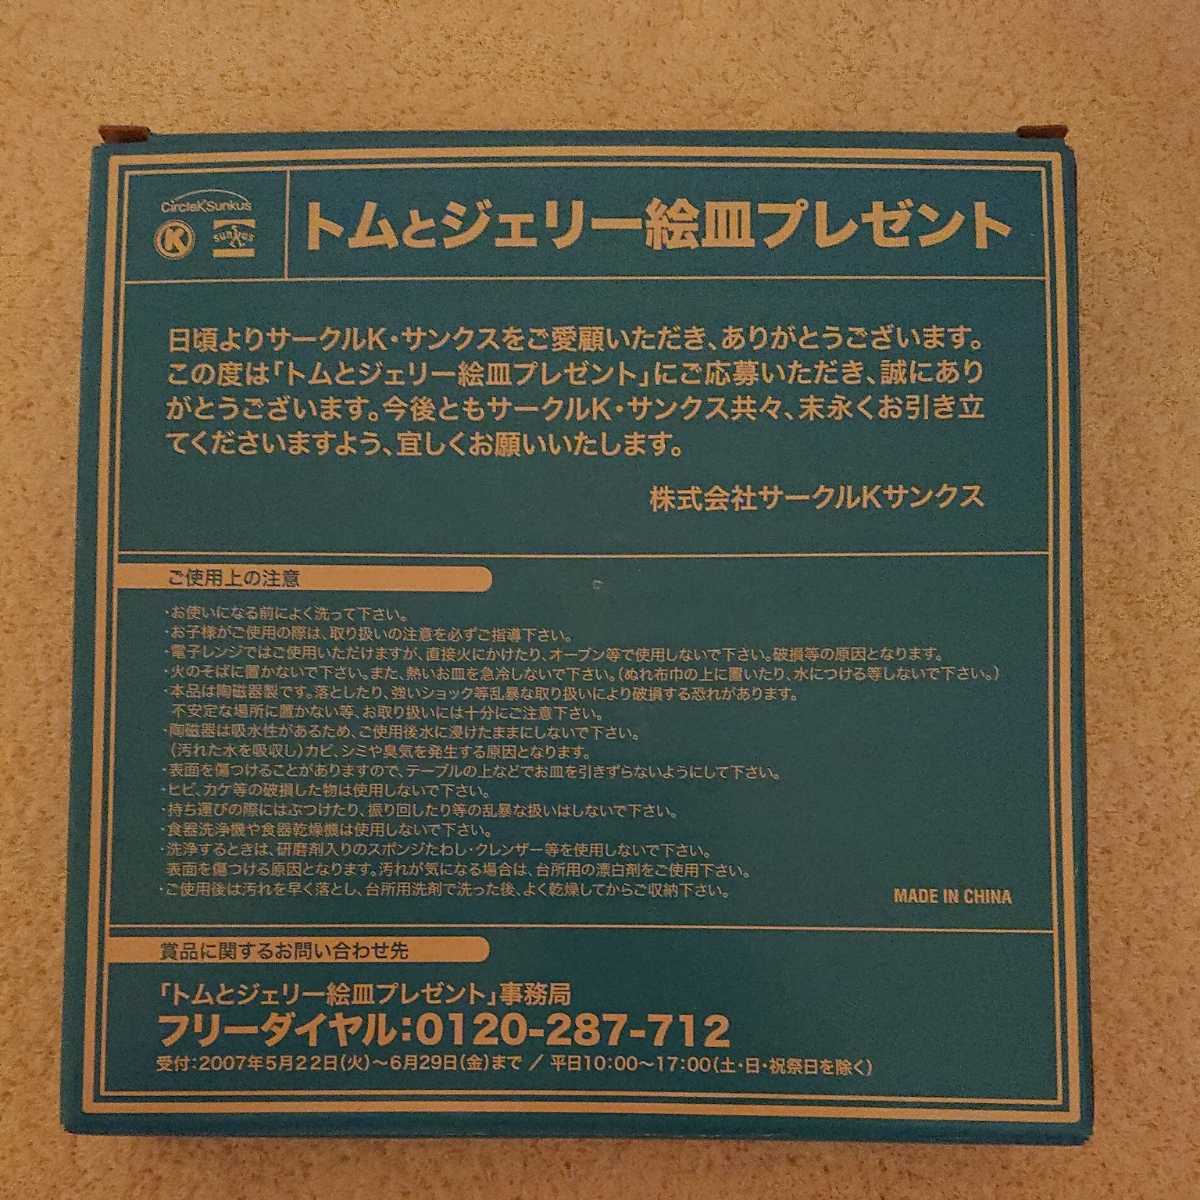 CircleK Sunkus
K
sunkus
トムとジェリー絵皿プレゼント
日頃よりサークルK・サンクスをご愛顧いただき、ありがとうございます。
この度は「トムとジェリー絵皿プレゼント」にご応募いただき、誠にあり
がとうございます。今後ともサークルK・サンクス共々、末永くお引き立
てくださいますよう、宜しくお願いいたします。
株式会社サークルKサンクス
ご使用上の注意
・お使いになる前によく洗って下さい。
・お子様がご使用の際は、取り扱いの注意を必ずご指導下さい。
・電子レンジではご使用いただけますが、直接火にかけたり、オーブン等で使用しないで下さい。破損等の原因となります。
・火のそばに置かないで下さい。また、熱いお皿を急冷しないで下さい。(ぬれ布巾の上に置いたり、水につける等しないで下さい。)
・本品は陶磁器製です。落としたり、強いショック等乱暴な取り扱いにより破損する恐れがあります。
不安定な場所に置かない等、お取り扱いには十分にご注意下さい。
・陶磁器は吸水性があるため、ご使用後水に浸けたままにしないで下さい。
(汚れた水を吸収し)カビ、シミや臭気を発生する原因となります。
・表面を傷つけることがありますので、テーブルの上などでお皿を引きずらないようにして下さい。
・ヒビ、カケ等の破損した物は使用しないで下さい。
・持ち運びの際にはぶつけたり、振り回したり等の乱暴な扱いはしないで下さい。
・食器洗浄機や食器乾燥機は使用しないで下さい。
・洗浄するときは、研磨剤入りのスポンジたわし・クレンザー等を使用しないで下さい。
表面を傷つける原因となります。汚れが気になる場合は、台所用の漂白剤をご使用下さい。
・ご使用後は汚れを早く落とし、台所用洗剤で洗った後、よく乾燥してからご収納下さい。
MADE IN CHINA
賞品に関するお問い合わせ先
「トムとジェリー絵皿プレゼント」事務局
フリーダイヤル:0120-287-712
受付:2007年5月22日(火)〜6月29日(金)まで / 平日10:00〜17:00(土・日・祝祭日を除く)